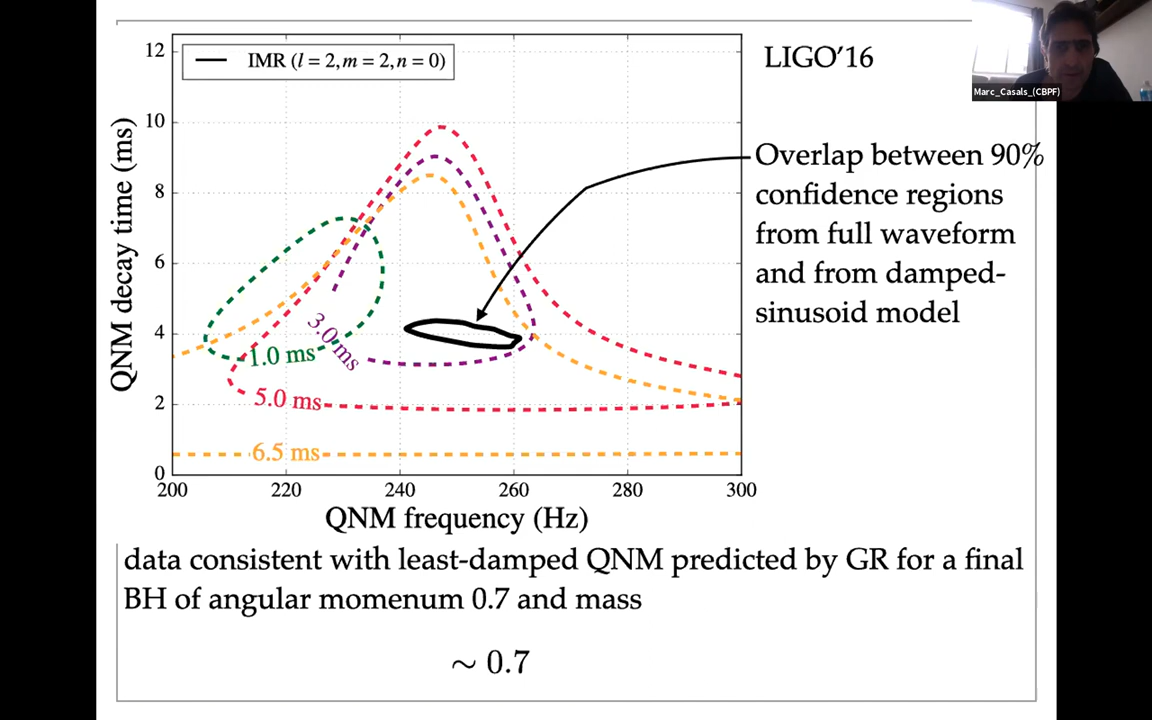 IMR (l = 2, m = 2, n = 0)
LIGO'16
Marc_Casals_(CBPF)
Overlap between 90%
confidence regions
from full waveform
and from damped-
sinusoid model
QNM decay time (ms)
12
10
8
6
4
2
0
3.0 ms
1.0 ms
5.0 ms
6.5 ms
200 220 240 260 280 300
QNM frequency (Hz)
data consistent with least-damped QNM predicted by GR for a final
BH of angular momenum 0.7 and mass
∼ 0.7